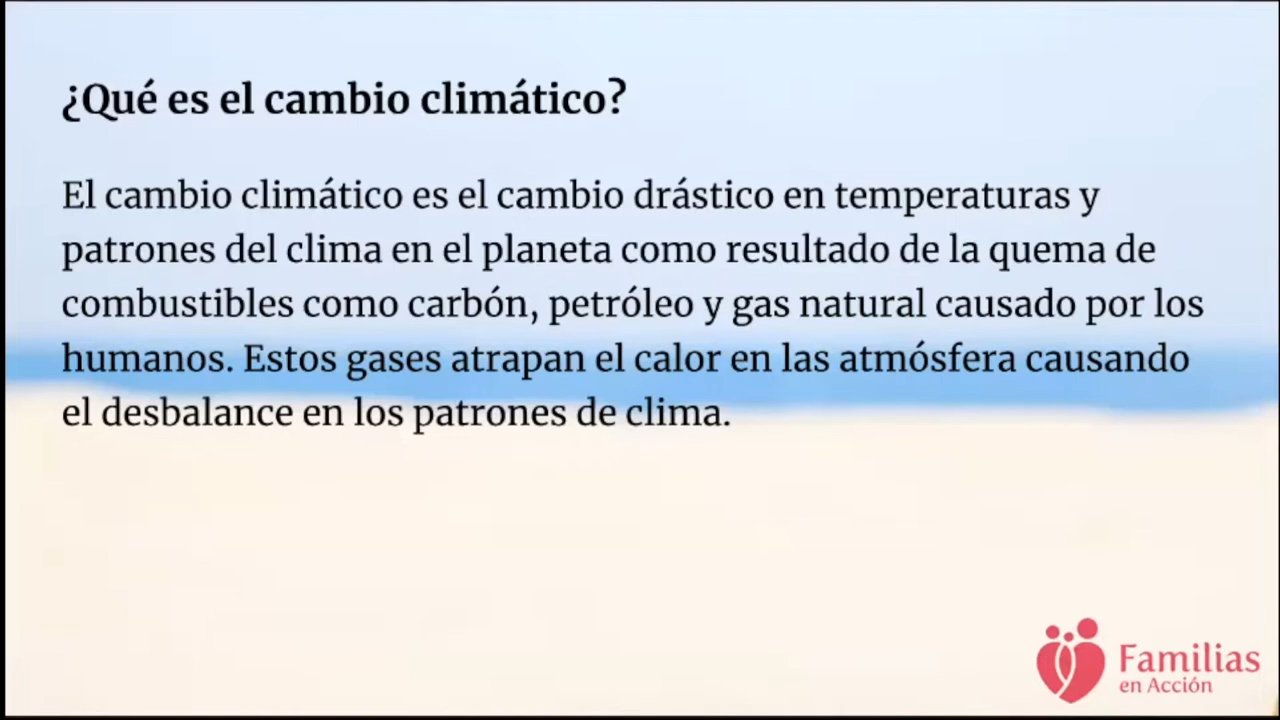 ¿Qué es el cambio climático?
El cambio climático es el cambio drástico en temperaturas y
patrones del clima en el planeta como resultado de la quema de
combustibles como carbón, petróleo y gas natural causado por los
humanos. Estos gases atrapan el calor en las atmósfera causando
el desbalance en los patrones de clima.
Familias
en Acción